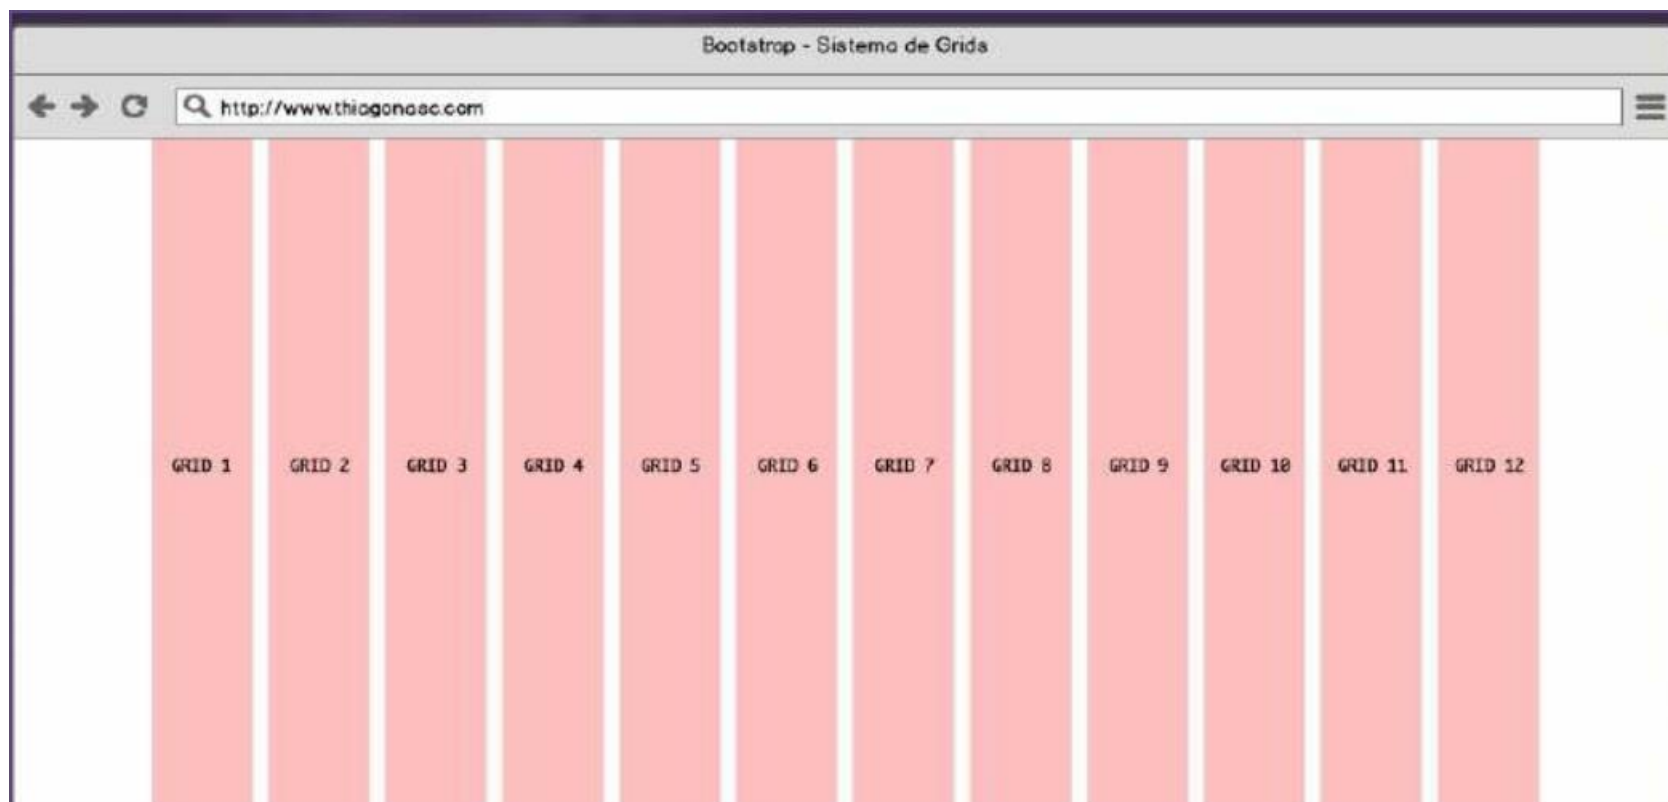 Bootstrap - Sistema de Grids
http://www.thiagonasc.com
GRID 1 GRID 2 GRID 3 GRID 4 GRID 5 GRID 6 GRID 7 GRID 8 GRID 9 GRID 10 GRID 11 GRID 12